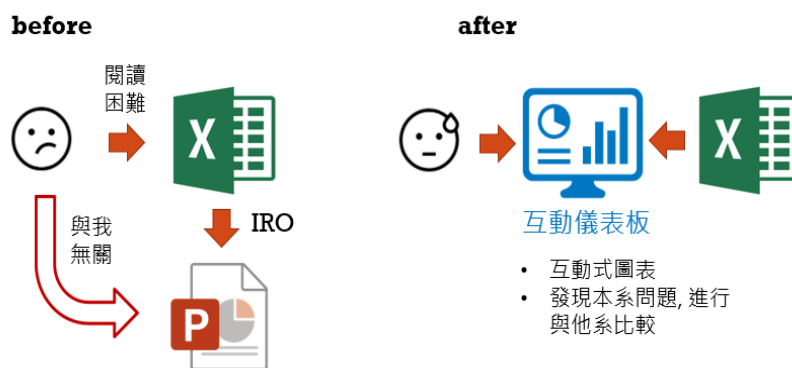 before
after
閱讀
困難
X
X
IRO
與我
無關
P
互動儀表板
• 互動式圖表
• 發現本系問題, 進行
與他系比較